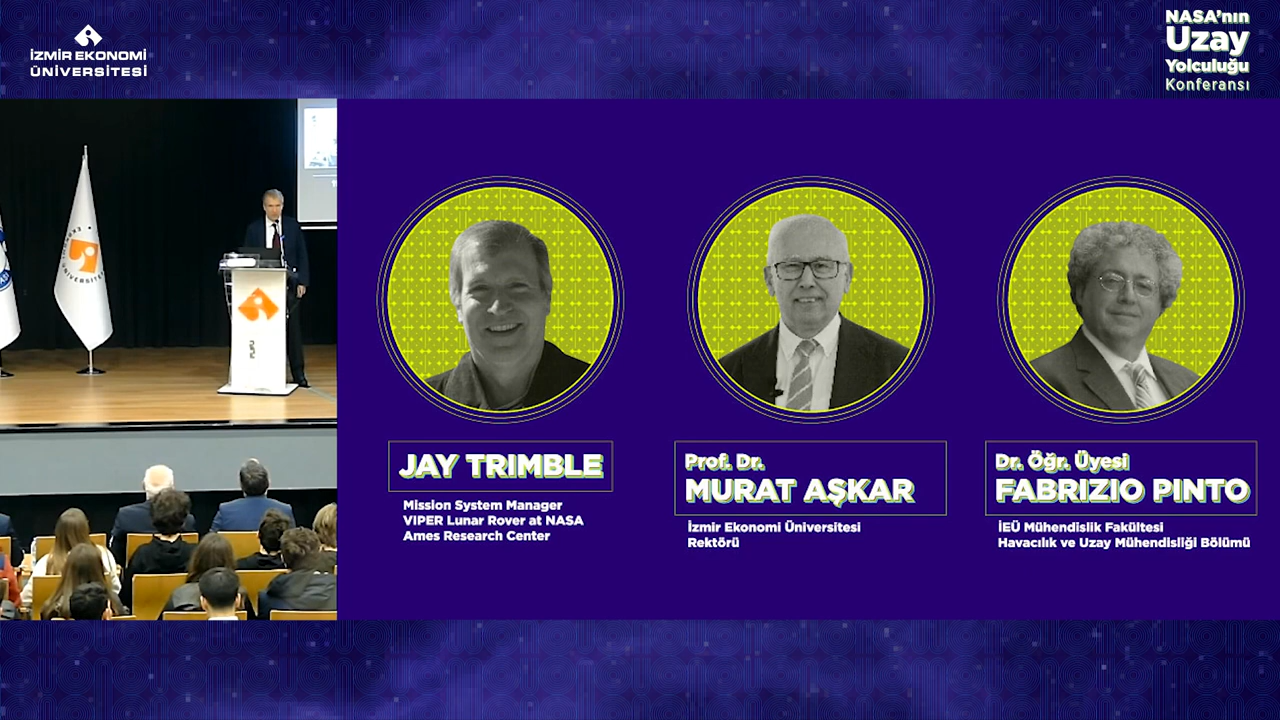 İZMİR EKONOMİ
ÜNİVERSİTESİ
NASA'nın
Uzay
Yolculuğu
Konferansı
JAY TRIMBLE
Mission System Manager
VIPER Lunar Rover at NASA
Ames Research Center
Prof. Dr.
MURAT AŞKAR
İzmir Ekonomi Üniversitesi
Rektörü
Dr. Öğr. Üyesi
FABRIZIO PINTO
İEÜ Mühendislik Fakültesi
Havacılık ve Uzay Mühendisliği Bölümü